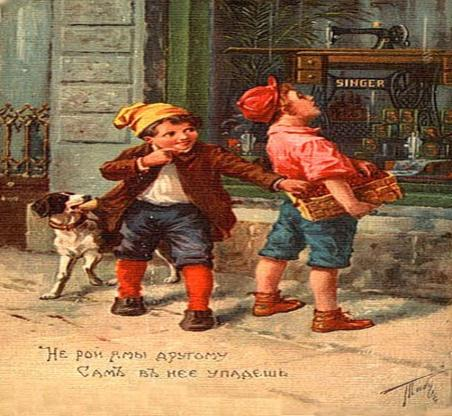 SINGER
"Не рой ямы другому
Самъ въ нее упадешь